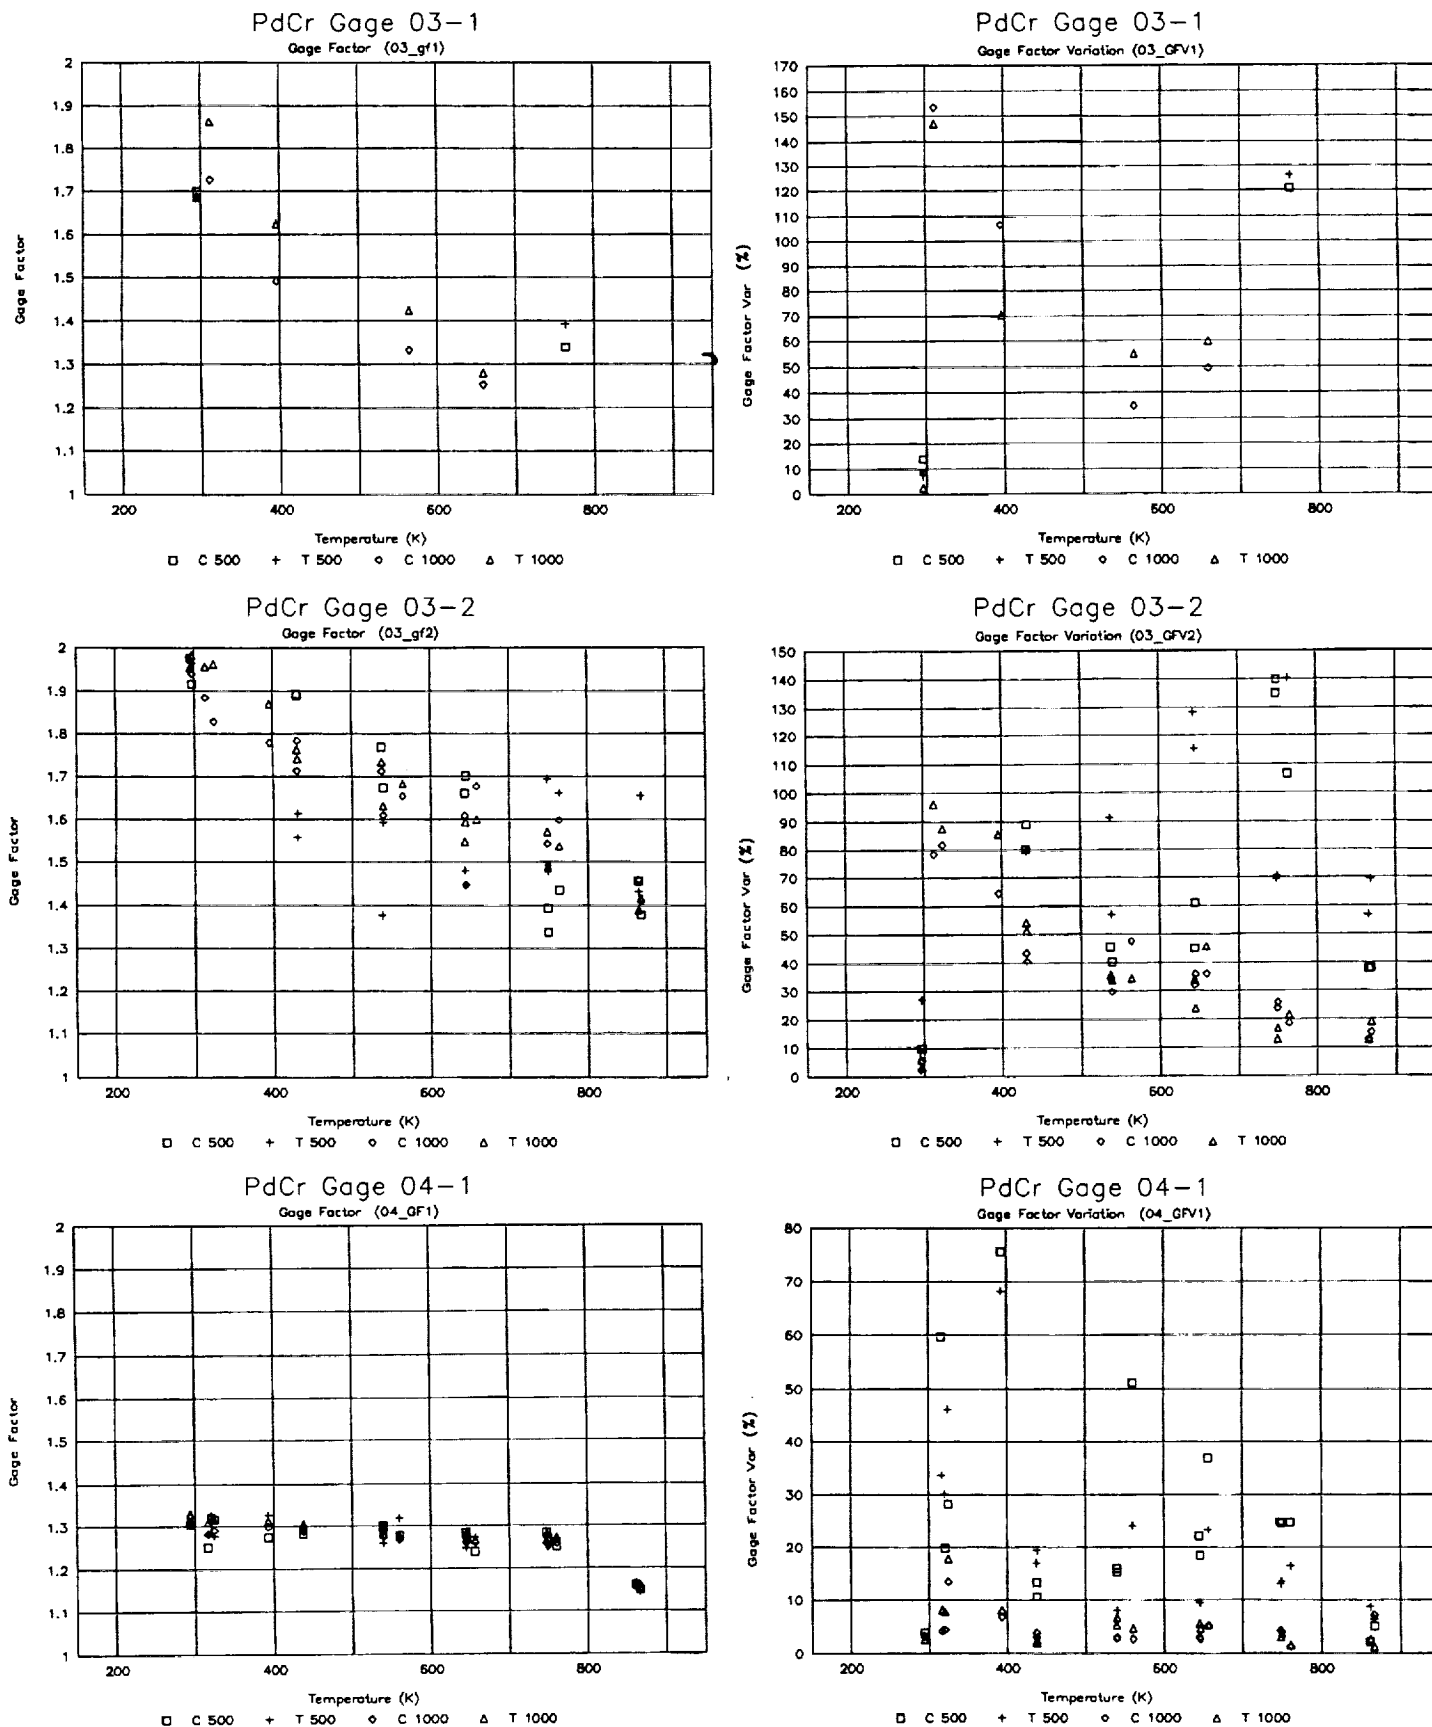 PdCr Gage 03-1
Gage Factor (03_gf1)
2
1.9
1.8
1.7
1.6
1.5
1.4
1.3
1.2
1.1
1
Gage Factor
200 400 600 800
Temperature (K)
C 500 T 500 C 1000 T 1000
PdCr Gage 03-1
Gage Factor Variation (03_GFV1)
170
160
150
140
130
120
110
100
90
80
70
60
50
40
30
20
10
0
Gage Factor Var (%)
200 400 600 800
Temperature (K)
C 500 T 500 C 1000 T 1000
PdCr Gage 03-2
Gage Factor (03_gf2)
2
1.9
1.8
1.7
1.6
1.5
1.4
1.3
1.2
1.1
1
Gage Factor
200 400 600 800
Temperature (K)
C 500 T 500 C 1000 T 1000
PdCr Gage 03-2
Gage Factor Variation (03_GFV2)
150
140
130
120
110
100
90
80
70
60
50
40
30
20
10
0
Gage Factor Var (%)
200 400 600 800
Temperature (K)
C 500 T 500 C 1000 T 1000
PdCr Gage 04-1
Gage Factor (04_GF1)
2
1.9
1.8
1.7
1.6
1.5
1.4
1.3
1.2
1.1
1
Gage Factor
200 400 600 800
Temperature (K)
C 500 T 500 C 1000 T 1000
PdCr Gage 04-1
Gage Factor Variation (04_GFV1)
80
70
60
50
40
30
20
10
0
Gage Factor Var (%)
200 400 600 800
Temperature (K)
C 500 T 500 C 1000 T 1000